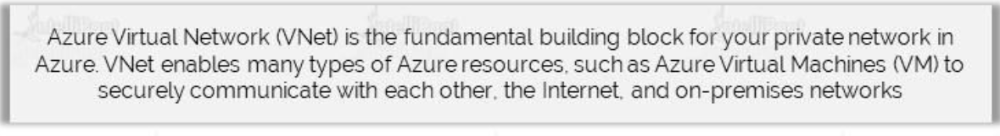 Azure Virtual Network (VNet) is the fundamental building block for your private network in
Azure. VNet enables many types of Azure resources, such as Azure Virtual Machines (VM) to
securely communicate with each other, the Internet, and on-premises networks